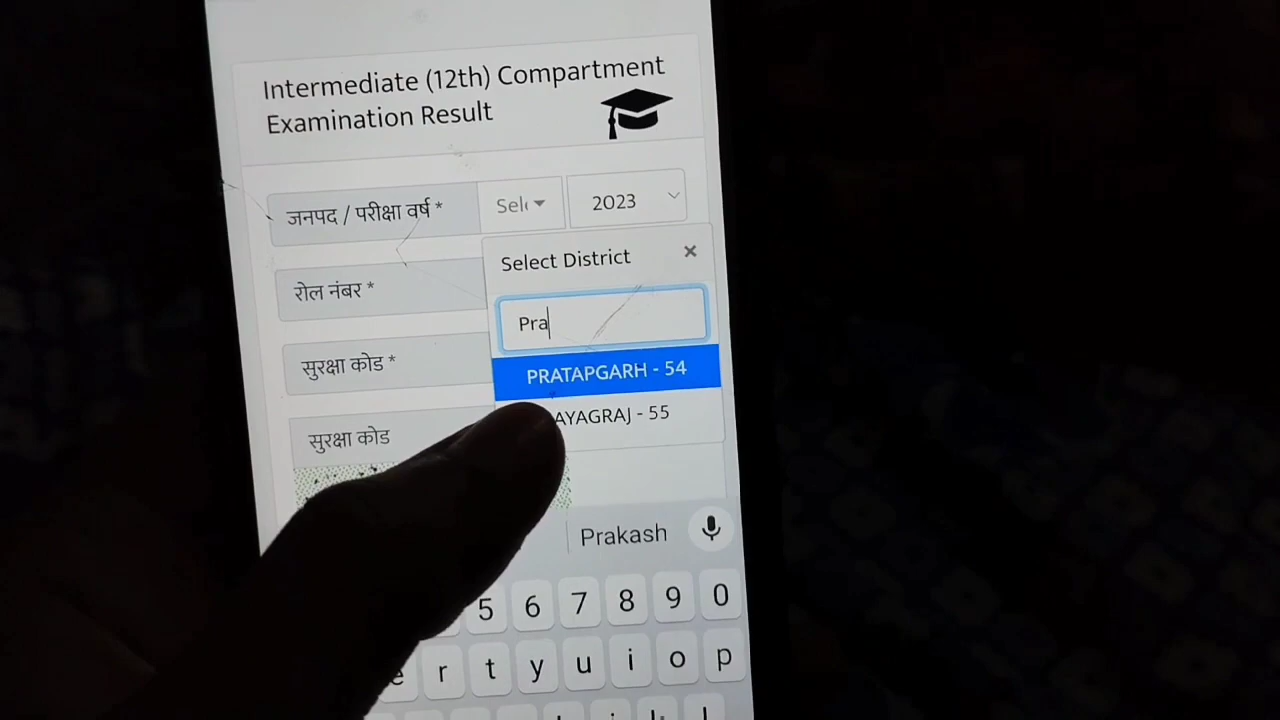 Intermediate (12th) Compartment
Examination Result
जनपद / परीक्षा वर्ष *
2023
Select District
रोल नंबर *
Pra
सुरक्षा कोड *
PRATAPGARH - 54
AYAGRAJ - 55
सुरक्षा कोड
Prakash
5 6 7 8 9 0
e r t y u i o p